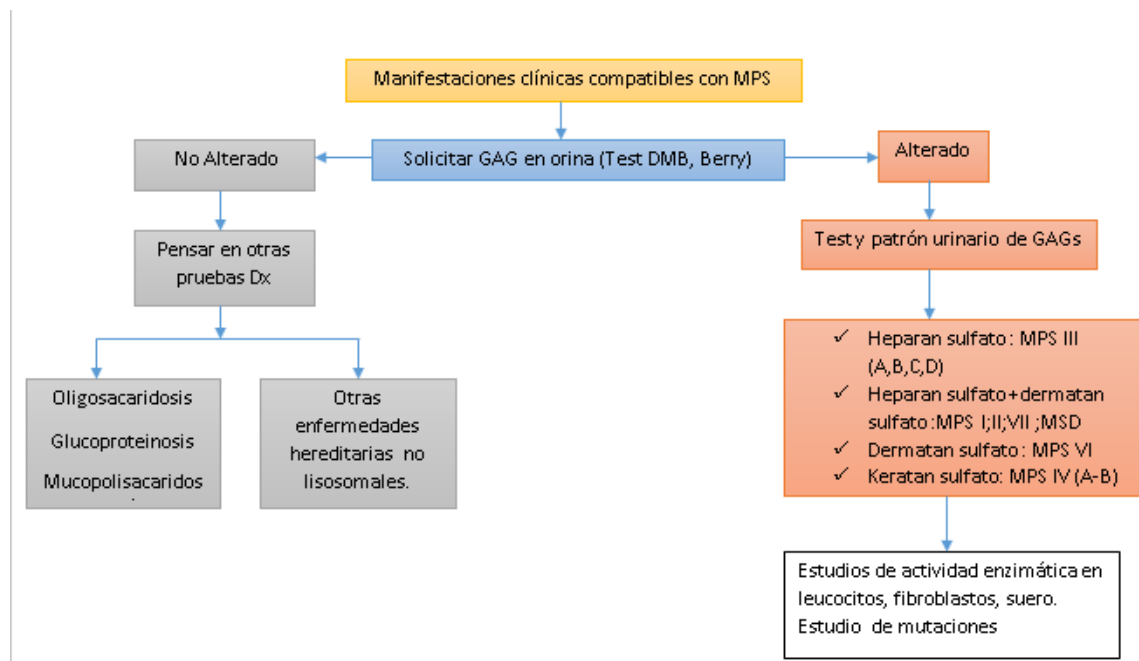 Manifestaciones clínicas compatibles con MPS
No Alterado
Solicitar GAG en orina (Test DMB, Berry)
Alterado
Pensar en otras
pruebas Dx
Test y patrón urinario de GAGs
Oligosacaridosis
Glucoproteinosis
Mucopolisacaridos
Otras
enfermedades
hereditarias no
lisosomales.
✓ Heparan sulfato: MPS III
(A,B,C,D)
✓ Heparan sulfato+dermatan
sulfato:MPS I;II;VII ;MSD
✓ Dermatan sulfato: MPS VI
✓ Keratan sulfato: MPS IV (A-B)
Estudios de actividad enzimática en
leucocitos, fibroblastos, suero.
Estudio de mutaciones